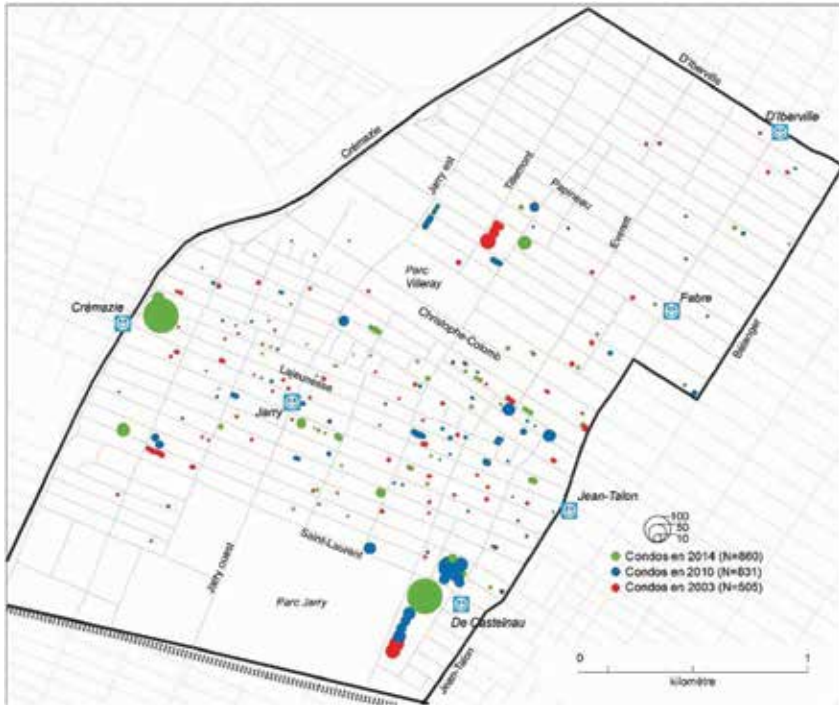 D'Iberville
D'Iberville
Crémazie
Jarry est
Tillemont
Papineau
Everett
Parc
Villeray
Fabre
Crémazie
Christophe-Colomb
Bélanger
Lajeunesse
Jarry
Jean-Talon
100
50
10
Saint-Laurent
Condos en 2014 (N=860)
Jarry ouest
Condos en 2010 (N=831)
Condos en 2003 (N=505)
Parc Jarry
De Castelnau
Jean-Talon
0
1
kilomètre